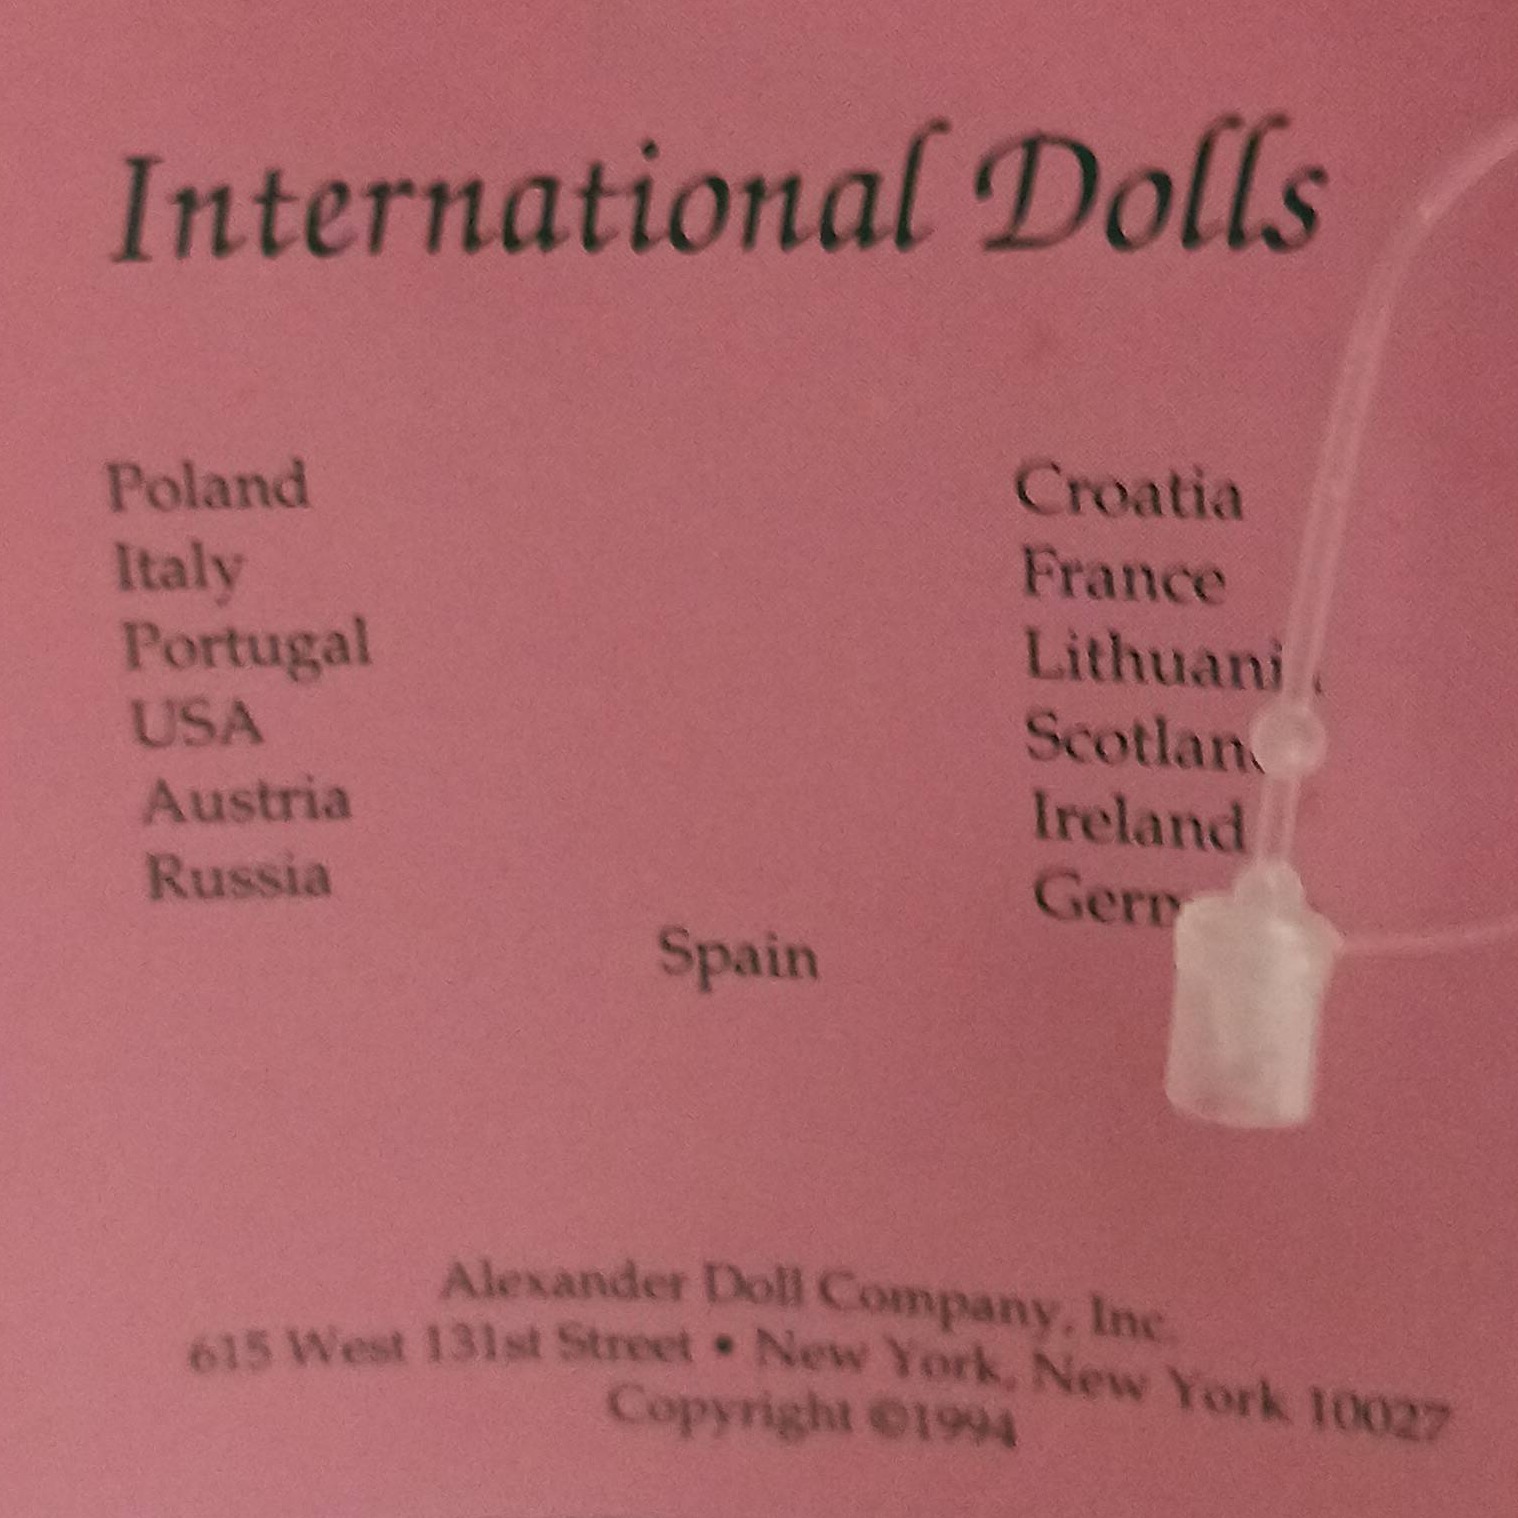 International Dolls
Poland
Italy
Portugal
USA
Austria
Russia
Croatia
France
Lithuania
Scotland
Ireland
Spain
Alexander Doll Company, Inc.
615 West 131st Street • New York, New York 10027
Copyright ©1994